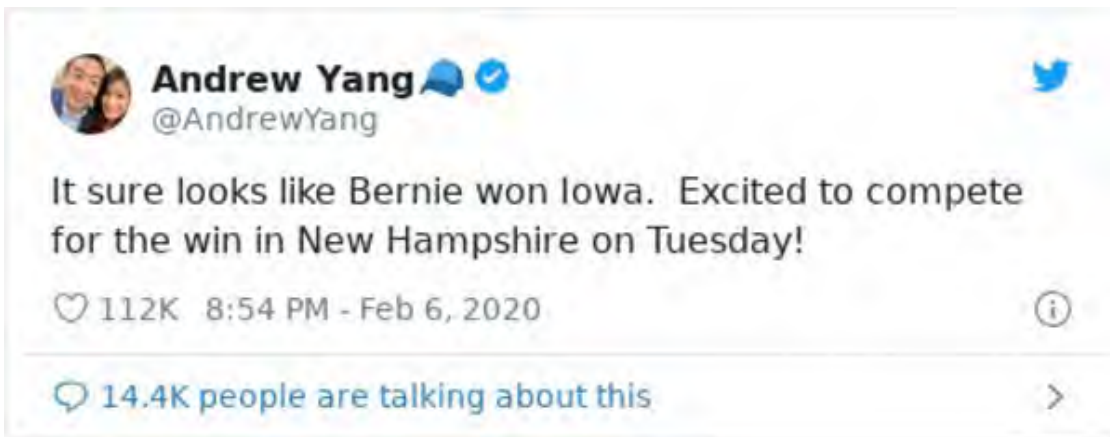 Andrew Yang🧢
@AndrewYang
It sure looks like Bernie won Iowa.  Excited to compete
for the win in New Hampshire on Tuesday!
112K 8:54 PM - Feb 6, 2020
14.4K people are talking about this